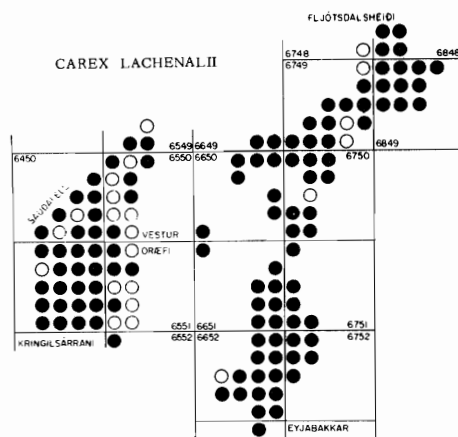 FLJÓTSDALSHEIÐI
6748 6848
6749
CAREX LACHENALII
6549 6649
6450 6550 6650 6750 6849
SAUÐAFELL
VESTUR
ÖRÆFI
6551 6651 6751
KRINGILSÁRRANI 6552 6652 6752
EYJABAKKAR